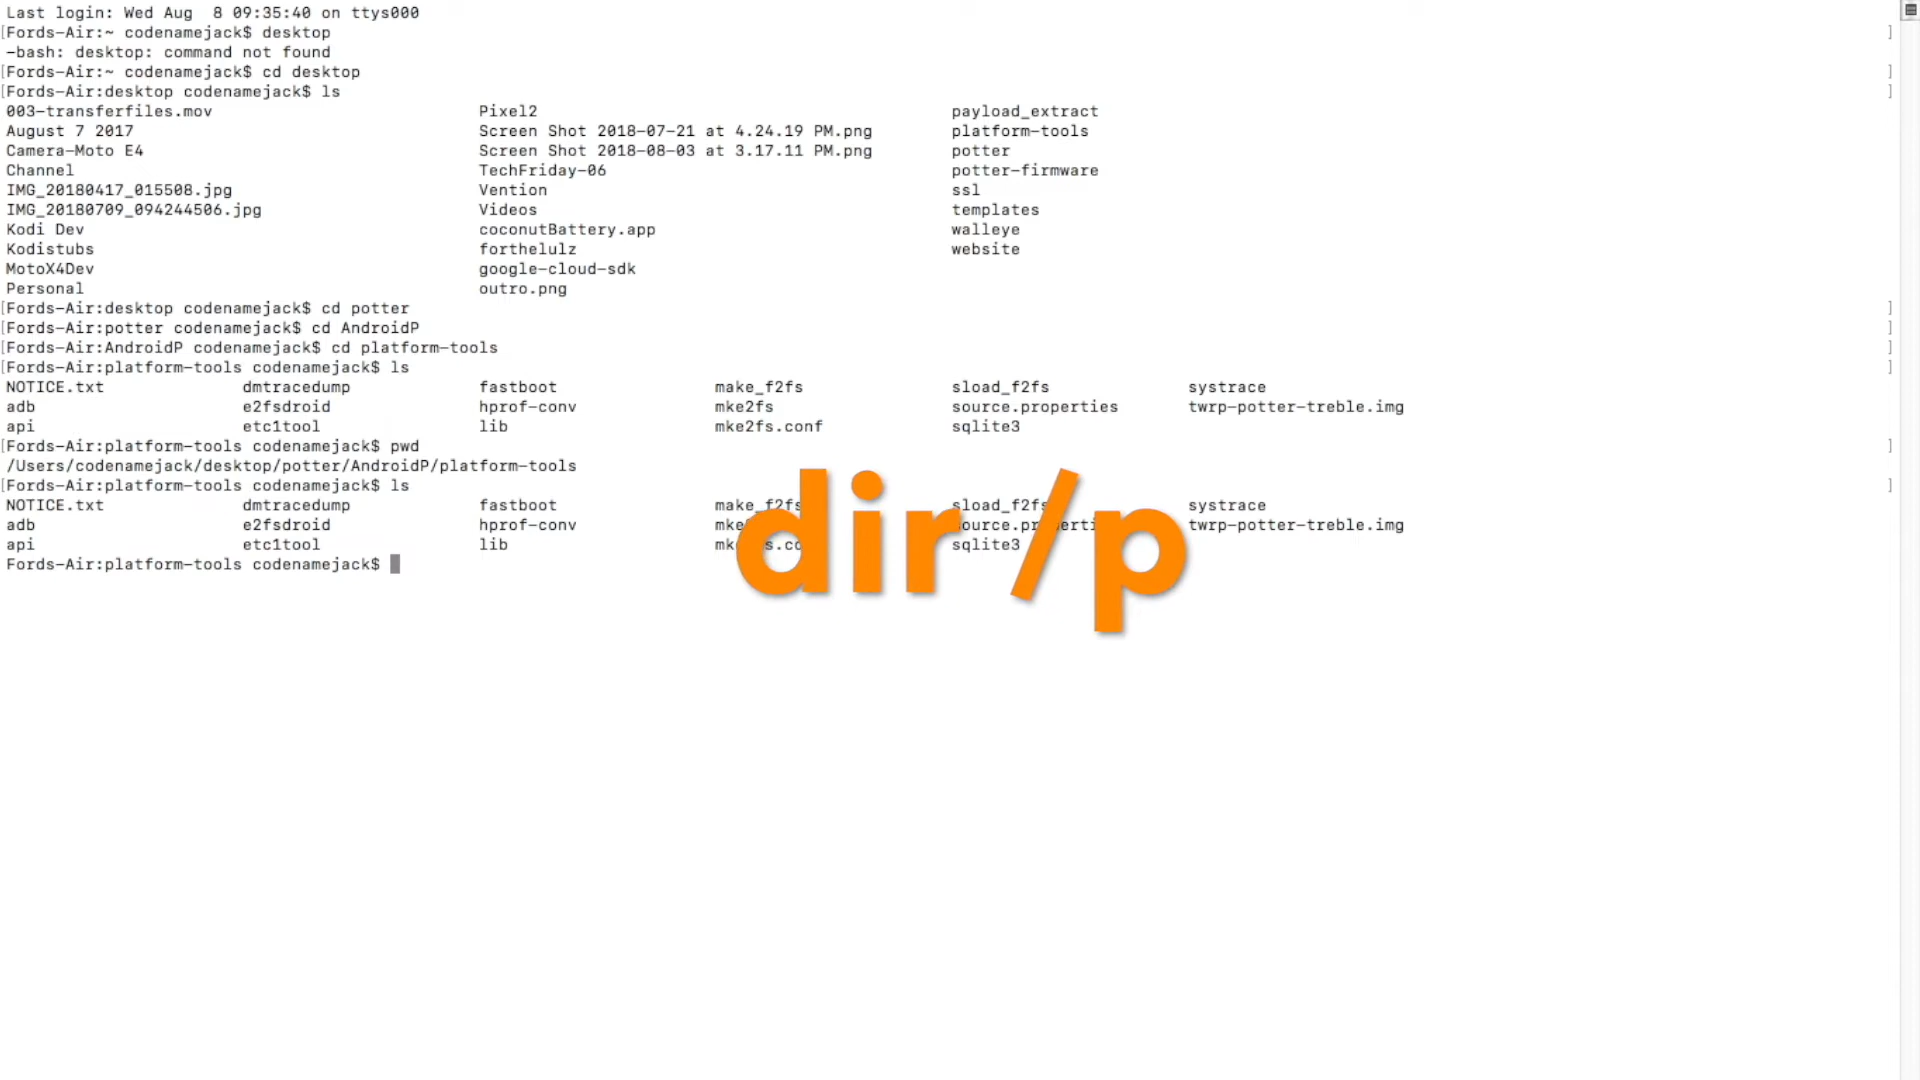 Last login: Wed Aug  8 09:35:40 on ttys000
[Fords-Air:~ codenamejack$ desktop ]
-bash: desktop: command not found
[Fords-Air:~ codenamejack$ cd desktop ]
[Fords-Air:desktop codenamejack$ ls ]
003-transferfiles.mov Pixel2 payload_extract
August 7 2017 Screen Shot 2018-07-21 at 4.24.19 PM.png platform-tools
Camera-Moto E4 Screen Shot 2018-08-03 at 3.17.11 PM.png potter
Channel TechFriday-06 potter-firmware
IMG_20180417_015508.jpg Vention ssl
IMG_20180709_094244506.jpg Videos templates
Kodi Dev coconutBattery.app walleye
Kodistubs forthelulz website
MotoX4Dev google-cloud-sdk
Personal outro.png
[Fords-Air:desktop codenamejack$ cd potter ]
[Fords-Air:potter codenamejack$ cd AndroidP ]
[Fords-Air:AndroidP codenamejack$ cd platform-tools ]
[Fords-Air:platform-tools codenamejack$ ls ]
NOTICE.txt dmtracedump fastboot make_f2fs sload_f2fs systrace
adb e2fsdroid hprof-conv mke2fs source.properties twrp-potter-treble.img
api etc1tool lib mke2fs.conf sqlite3
[Fords-Air:platform-tools codenamejack$ pwd ]
/Users/codenamejack/desktop/potter/AndroidP/platform-tools
[Fords-Air:platform-tools codenamejack$ ls ]
NOTICE.txt dmtracedump fastboot make_f2fs sload_f2fs systrace
adb e2fsdroid hprof-conv twrp-potter-treble.img
api etc1tool lib sqlite3
Fords-Air:platform-tools codenamejack$
dir /p